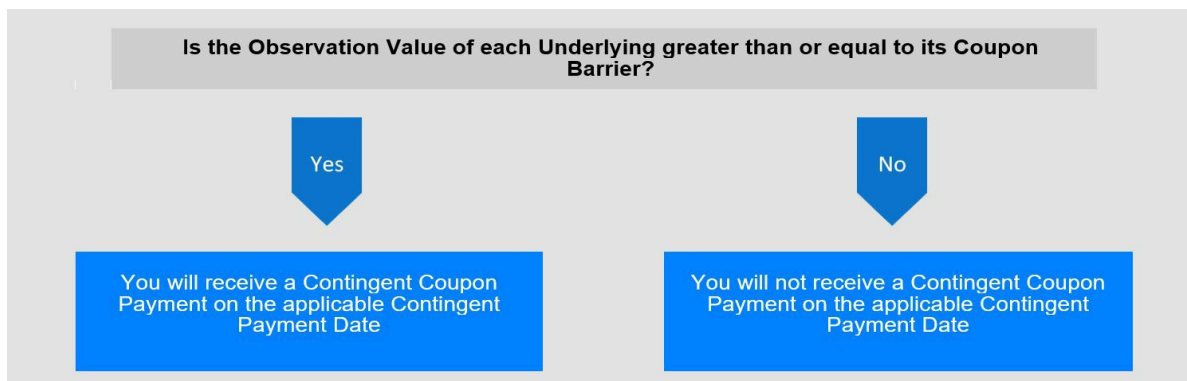 Is the Observation Value of each Underlying greater than or equal to its Coupon
Barrier?
Yes
No
You will receive a Contingent Coupon
Payment on the applicable Contingent
Payment Date
You will not receive a Contingent Coupon
Payment on the applicable Contingent
Payment Date